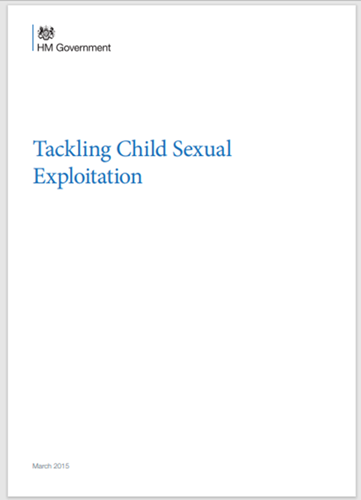 HM Government
Tackling Child Sexual
Exploitation
March 2015